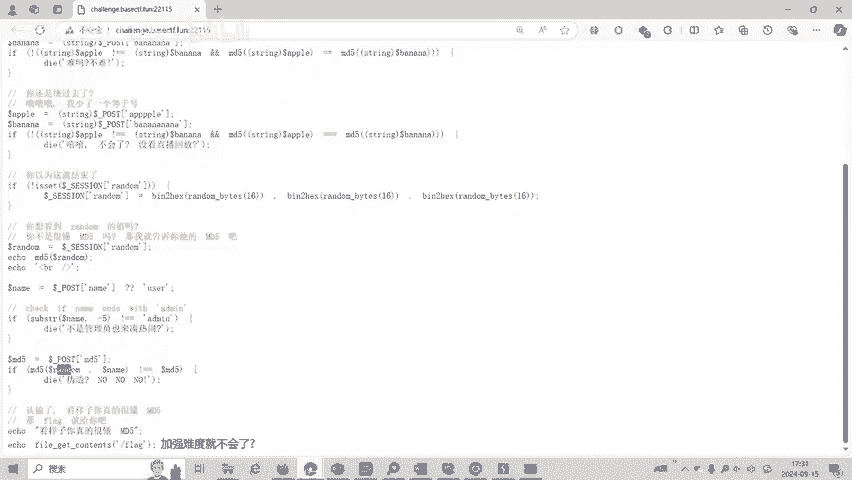 challenge.basectf.fun:22115
不安全 challenge.basectf.fun:22115
$banana = (string)$_POST['bananana'];
if (!((string)$apple !== (string)$banana && md5((string)$apple) == md5((string)$banana))) {
die('难吗?不难!');
}
// 你还是绕过去了?
// 哦哦哦, 我少了一个等于号
$apple = (string)$_POST['appple'];
$banana = (string)$_POST['banananana'];
if (!((string)$apple !== (string)$banana && md5((string)$apple) === md5((string)$banana))) {
die('嘻嘻, 不会了? 没看直播回放?');
}
// 你以为这就结束了
if (!isset($_SESSION['random'])) {
$_SESSION['random'] = bin2hex(random_bytes(16)) . bin2hex(random_bytes(16)) . bin2hex(random_bytes(16));
}
// 你想看到 random 的值吗?
// 你不是很懂 MD5 吗? 那我就告诉你他的 MD5 吧
$random = $_SESSION['random'];
echo md5($random);
echo '<br />';
$name = $_POST['name'] ?? 'user';
// check if name ends with 'admin'
if (substr($name, -5) !== 'admin') {
die('不是管理员也来凑热闹?');
}
$md5 = $_POST['md5'];
if (md5($random . $name) !== $md5) {
die('伪造? NO NO NO!');
}
// 认输了, 看样子你真的很懂 MD5
// 那 flag 就给你吧
echo "看样子你真的很懂 MD5";
echo file_get_contents('/flag'); 加强难度就不会了?
搜索
17:31
2024-09-15